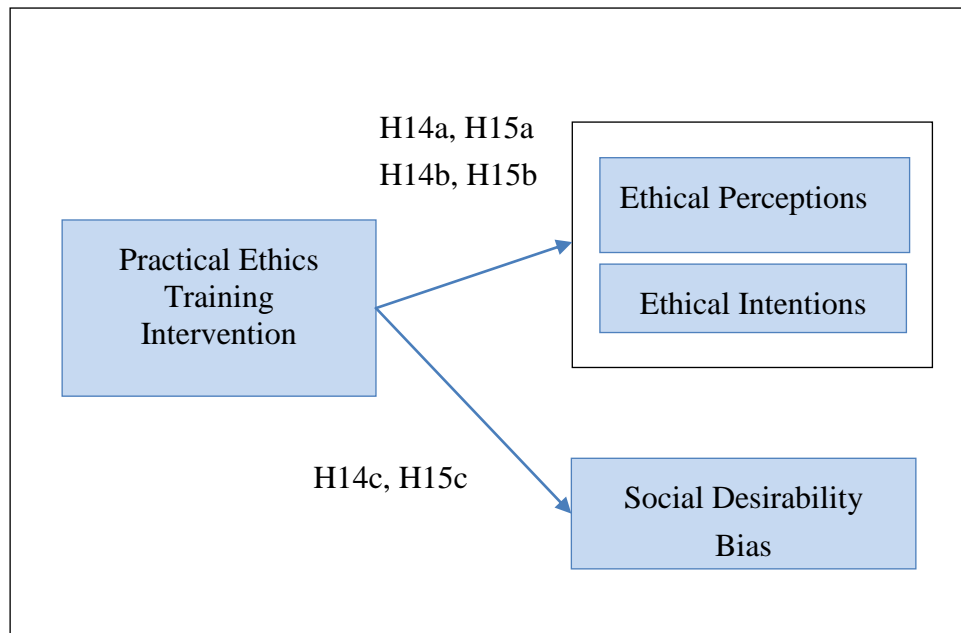 H14a, H15a
H14b, H15b
Ethical Perceptions
Practical Ethics
Training
Intervention
Ethical Intentions
H14c, H15c
Social Desirability
Bias